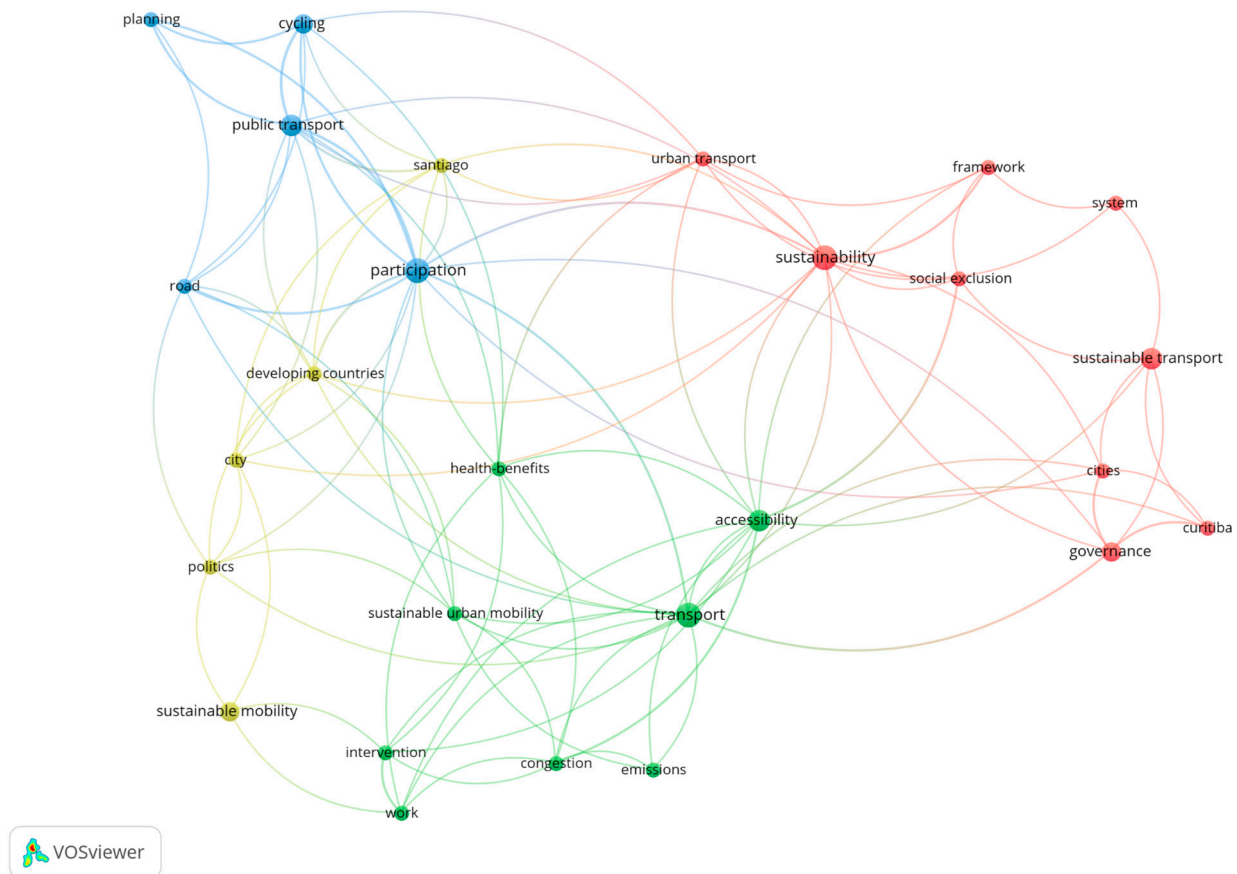 planning
cycling
public transport
santiago
urban transport
framework
system
sustainability
participation
social exclusion
road
sustainable transport
developing countries
city
health-benefits
cities
accessibility
curitiba
governance
politics
sustainable urban mobility
transport
sustainable mobility
intervention
congestion
emissions
work
VOSviewer